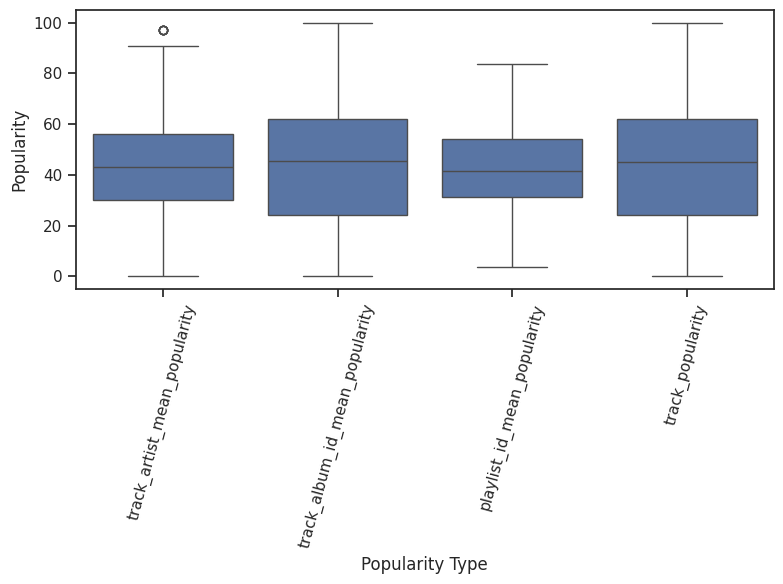 100
80
60
40
20
0
Popularity
track_artist_mean_popularity
track_album_id_mean_popularity
playlist_id_mean_popularity
track_popularity
Popularity Type